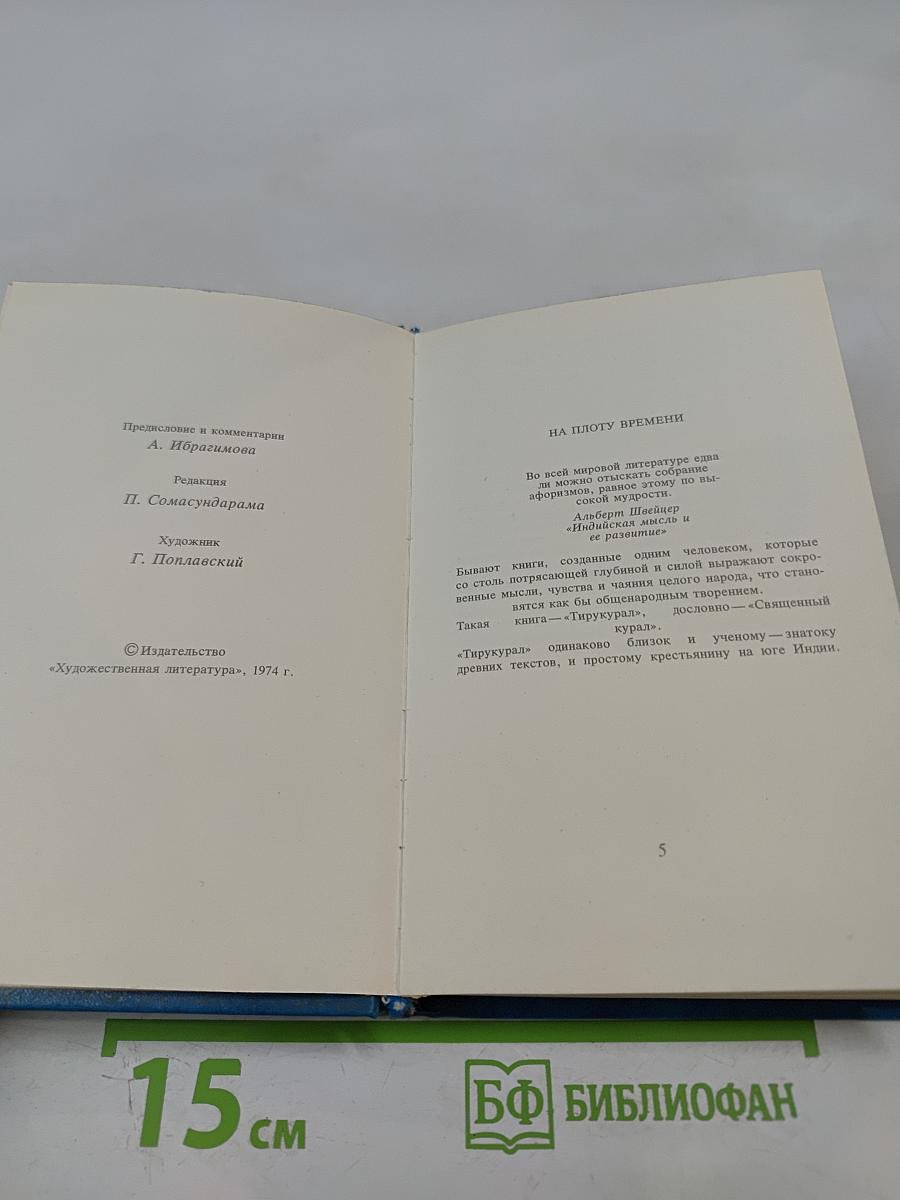 Предисловие и комментарии
А. Ибрагимова
Редакция
П. Сомасундарама
Художник
Г. Поплавский
© Издательство
«Художественная литература», 1974 г.
НА ПЛОТУ ВРЕМЕНИ
Во всей мировой литературе едва
ли можно отыскать собрание
афоризмов, равное этому по вы-
сокой мудрости.
Альберт Швейцер
«Индийская мысль и
ее развитие»
Бывают книги, созданные одним человеком, которые
со столь потрясающей глубиной и силой выражают сокро-
венные мысли, чувства и чаяния целого народа, что стано-
вятся как бы общенародным творением.
Такая книга — «Тирукурал», дословно — «Священный
курал».
«Тирукурал» одинаково близок и ученому — знатоку
древних текстов, и простому крестьянину на юге Индии.
5
15 см
БФ БИБЛИОФАН